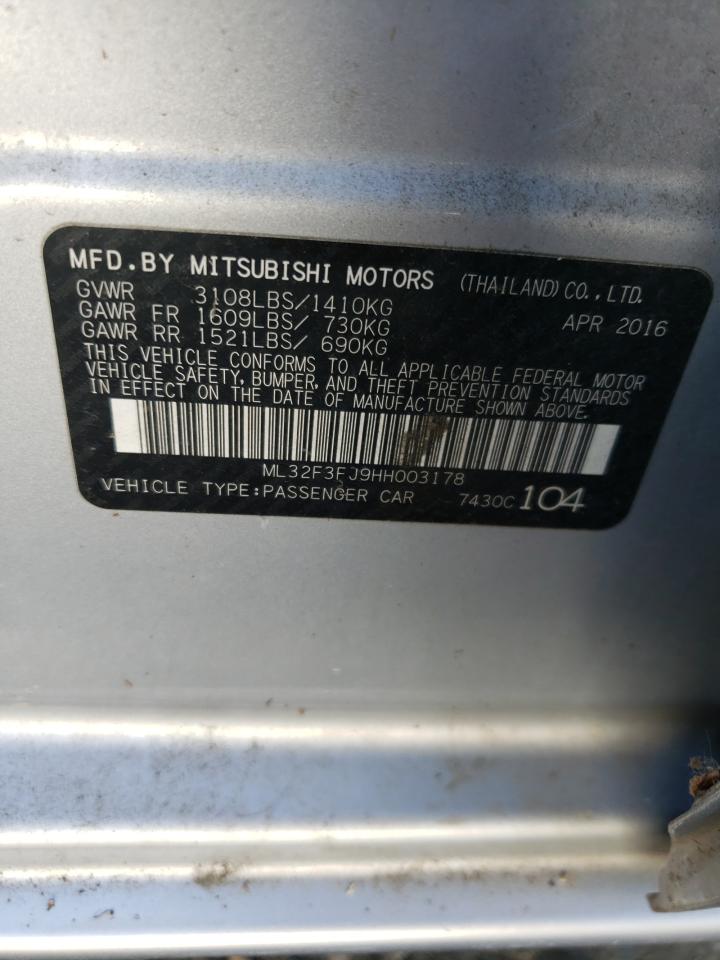 MFD.BY MITSUBISHI MOTORS (THAILAND) CO.,LTD.
GVWR 3108LBS/1410KG
GAWR FR 1609LBS/ 730KG APR 2016
GAWR RR 1521LBS/ 690KG
THIS VEHICLE CONFORMS TO ALL APPLICABLE FEDERAL MOTOR
VEHICLE SAFETY, BUMPER, AND THEFT PREVENTION STANDARDS
IN EFFECT ON THE DATE OF MANUFACTURE SHOWN ABOVE.
ML32F3FJ9HH003178
VEHICLE TYPE:PASSENGER CAR 7430C 104